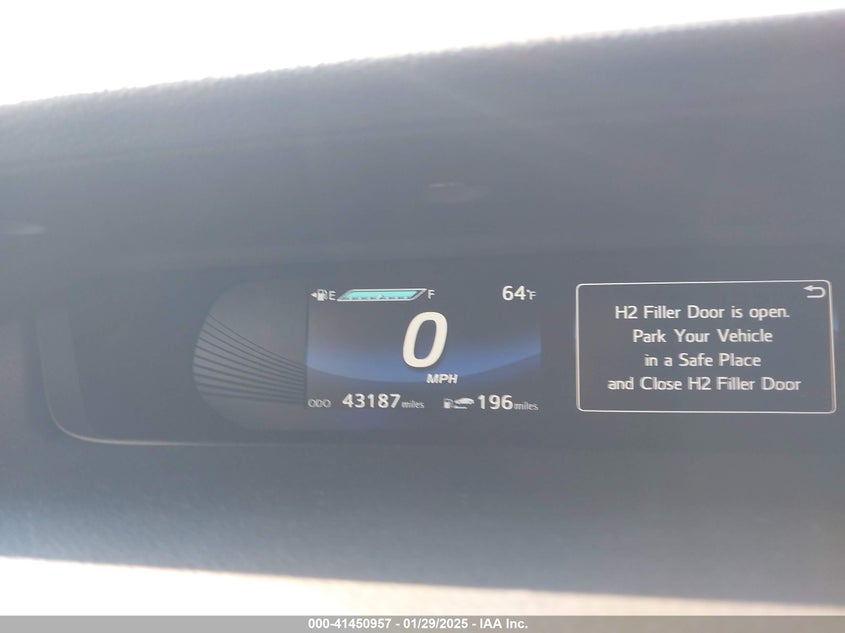 E F 64°F
0
MPH
ODO 43187 miles 196 miles
H2 Filler Door is open.
Park Your Vehicle
in a Safe Place
and Close H2 Filler Door
000-41450957 - 01/29/2025 - IAA Inc.